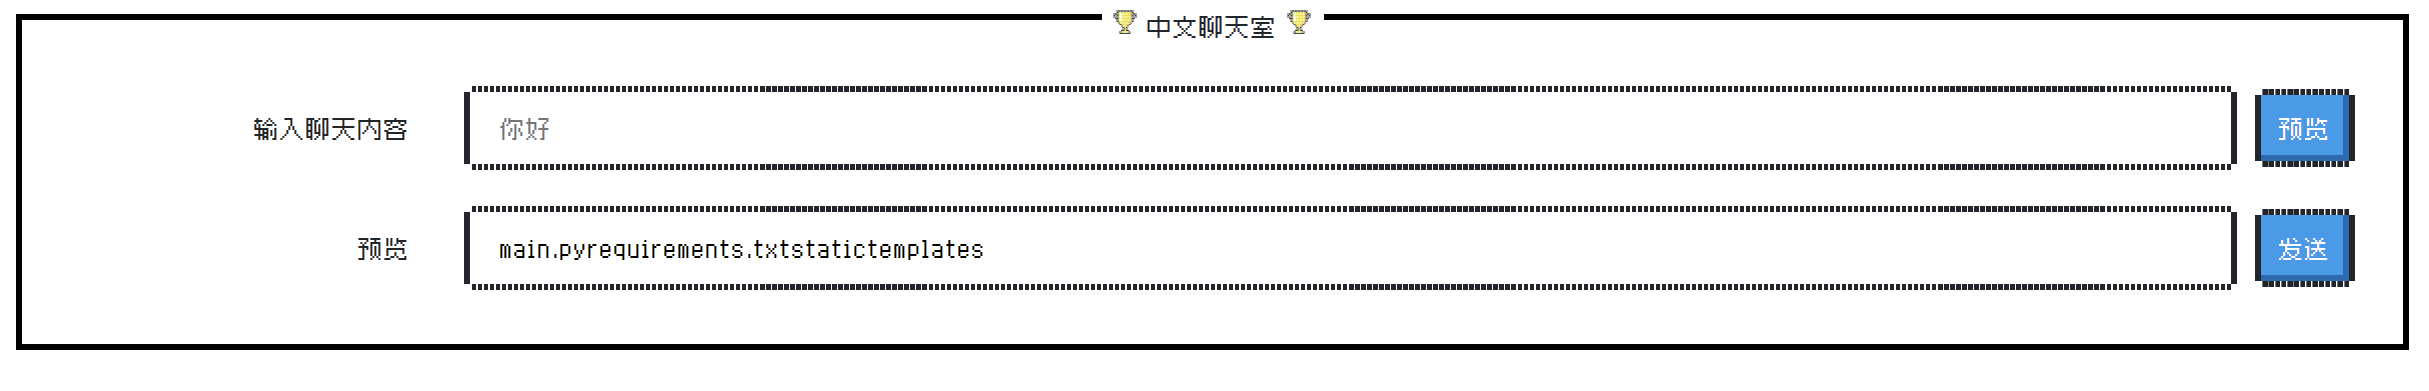 🏆 中文聊天室 🏆
输入聊天内容 你好 预览
预览 main.pyrequirements.txtstatictemplates 发送